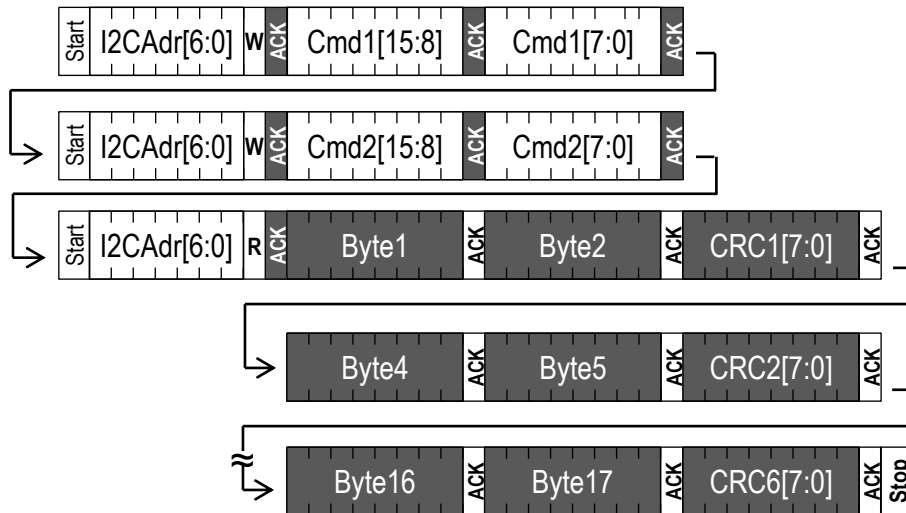 Start I2CAdr[6:0] W ACK Cmd1[15:8] ACK Cmd1[7:0] ACK
Start I2CAdr[6:0] W ACK Cmd2[15:8] ACK Cmd2[7:0] ACK
Start I2CAdr[6:0] R ACK Byte1 ACK Byte2 ACK CRC1[7:0] ACK
Byte4 ACK Byte5 ACK CRC2[7:0] ACK
Byte16 ACK Byte17 ACK CRC6[7:0] ACK Stop